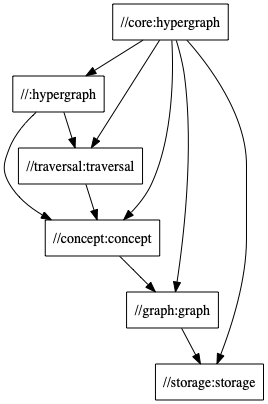 //core:hypergraph
//:hypergraph
//traversal:traversal
//concept:concept
//graph:graph
//storage:storage